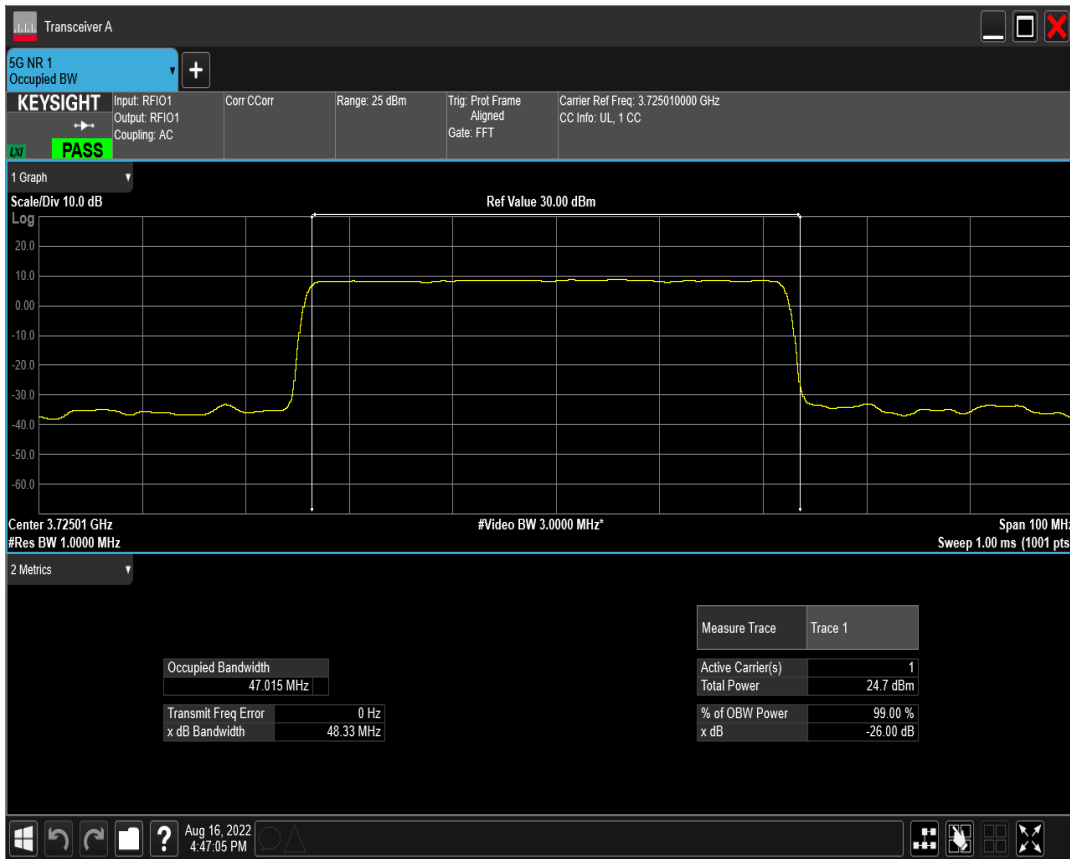 Transceiver A
5G NR 1
Occupied BW
KEYSIGHT
LXI
PASS
Input: RFIO1
Output: RFIO1
Coupling: AC
Corr CCorr
Range: 25 dBm
Trig: Prot Frame
Aligned
Gate: FFT
Carrier Ref Freq: 3.725010000 GHz
CC Info: UL, 1 CC
1 Graph
Scale/Div 10.0 dB
Ref Value 30.00 dBm
Log
20.0
10.0
0.00
-10.0
-20.0
-30.0
-40.0
-50.0
-60.0
Center 3.72501 GHz
#Video BW 3.0000 MHz*
Span 100 MHz
#Res BW 1.0000 MHz
Sweep 1.00 ms (1001 pts
2 Metrics
Measure Trace Trace 1
Occupied Bandwidth
47.015 MHz
Active Carrier(s) 1
Total Power 24.7 dBm
Transmit Freq Error 0 Hz
x dB Bandwidth 48.33 MHz
% of OBW Power 99.00 %
x dB -26.00 dB
?
Aug 16, 2022
4:47:05 PM